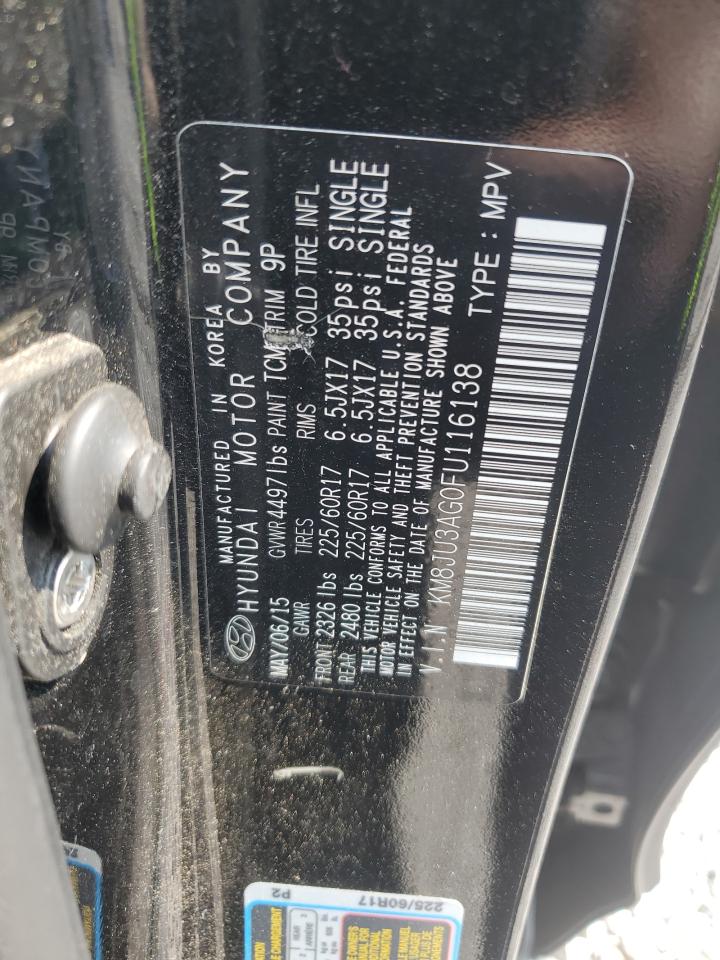 MANUFACTURED IN KOREA BY
HYUNDAI MOTOR COMPANY
MAY/06/15 GVWR 4497lbs PAINT TCM TRIM 9P
GAWR TIRES RIMS COLD TIRE INFL
FRONT 2326 lbs 225/60R17 6.5JX17 35psi SINGLE
REAR 2480 lbs 225/60R17 6.5JX17 35psi SINGLE
THIS VEHICLE CONFORMS TO ALL APPLICABLE U.S.A. FEDERAL
MOTOR VEHICLE SAFETY AND THEFT PREVENTION STANDARDS
IN EFFECT ON THE DATE OF MANUFACTURE SHOWN ABOVE
V.I.N KM8JU3AG0FU116138 TYPE : MPV
225/60R17
P2